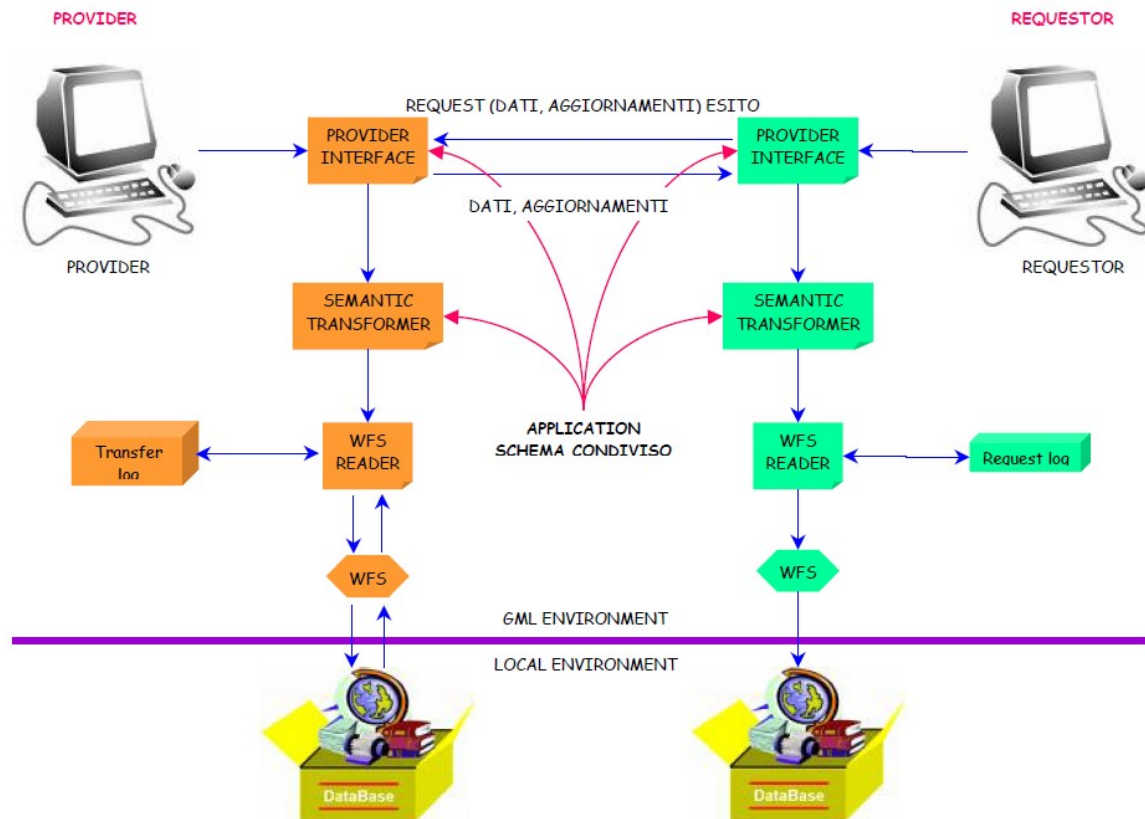 PROVIDER
REQUESTOR
REQUEST (DATI, AGGIORNAMENTI) ESITO
PROVIDER
INTERFACE
PROVIDER
INTERFACE
DATI, AGGIORNAMENTI
PROVIDER
REQUESTOR
SEMANTIC
TRANSFORMER
SEMANTIC
TRANSFORMER
APPLICATION
SCHEMA CONDIVISO
Transfer
log
WFS
READER
WFS
READER
Request log
WFS
WFS
GML ENVIRONMENT
LOCAL ENVIRONMENT
DataBase
DataBase